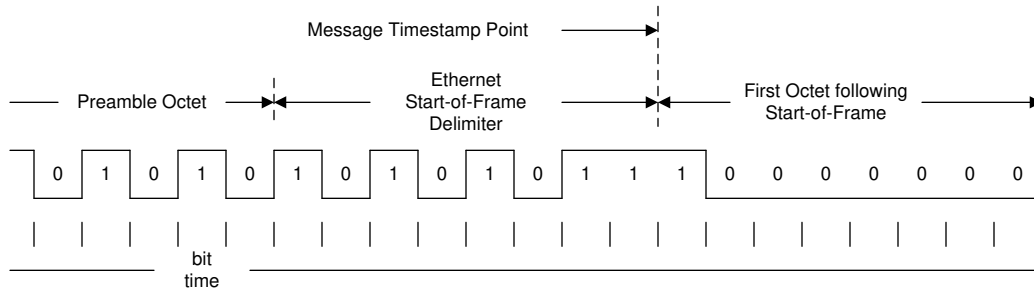 Message Timestamp Point
Preamble Octet
Ethernet
Start-of-Frame
Delimiter
First Octet following
Start-of-Frame
0 1 0 1 0 1 0 1 0 1 0 1 1 1 0 0 0 0 0 0 0
bit
time